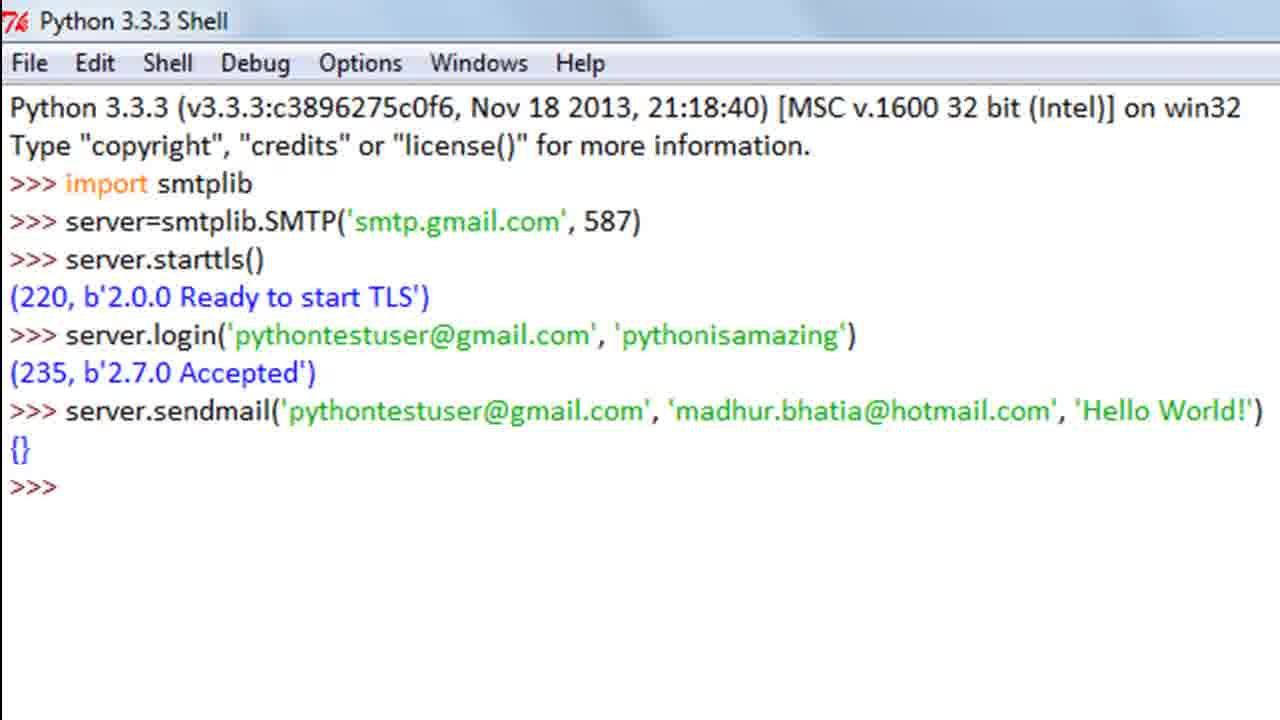 Python 3.3.3 Shell
File Edit Shell Debug Options Windows Help
Python 3.3.3 (v3.3.3:c3896275c0f6, Nov 18 2013, 21:18:40) [MSC v.1600 32 bit (Intel)] on win32
Type "copyright", "credits" or "license()" for more information.
>>> import smtplib
>>> server=smtplib.SMTP('smtp.gmail.com', 587)
>>> server.starttls()
(220, b'2.0.0 Ready to start TLS')
>>> server.login('pythontestuser@gmail.com', 'pythonisamazing')
(235, b'2.7.0 Accepted')
>>> server.sendmail('pythontestuser@gmail.com', 'madhur.bhatia@hotmail.com', 'Hello World!')
{}
>>>